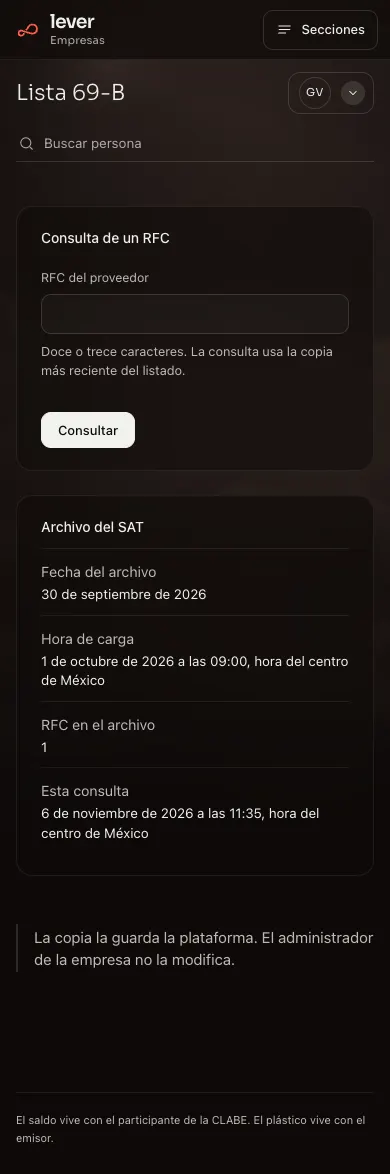 lever
Empresas
Secciones
Lista 69-B
GV
Buscar persona
Consulta de un RFC
RFC del proveedor
Doce o trece caracteres. La consulta usa la copia
más reciente del listado.
Consultar
Archivo del SAT
Fecha del archivo
30 de septiembre de 2026
Hora de carga
1 de octubre de 2026 a las 09:00, hora del centro
de México
RFC en el archivo
1
Esta consulta
6 de noviembre de 2026 a las 11:35, hora del
centro de México
La copia la guarda la plataforma. El administrador
de la empresa no la modifica.
El saldo vive con el participante de la CLABE. El plástico vive con el
emisor.